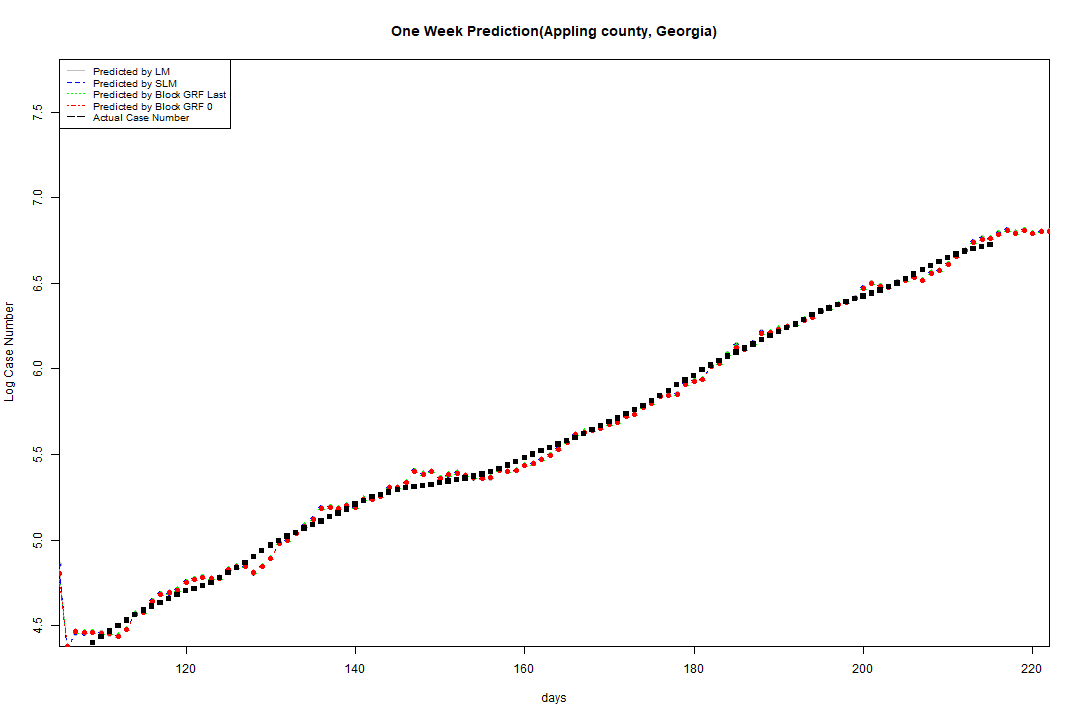 One Week Prediction(Appling county, Georgia)
Predicted by LM
Predicted by SLM
Predicted by Block GRF Last
Predicted by Block GRF 0
Actual Case Number
7.5
7.0
6.5
6.0
5.5
5.0
4.5
Log Case Number
120 140 160 180 200 220
days